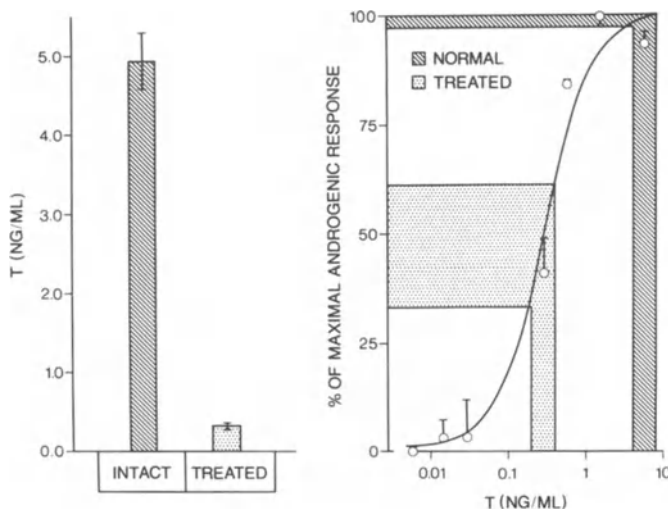 5.0
4.0
3.0
2.0
1.0
0.0
T (NG/ML)
INTACT
TREATED
100%
75
50
25
0
% OF MAXIMAL ANDROGENIC RESPONSE
NORMAL
TREATED
0.01
0.1
1
10
T (NG/ML)